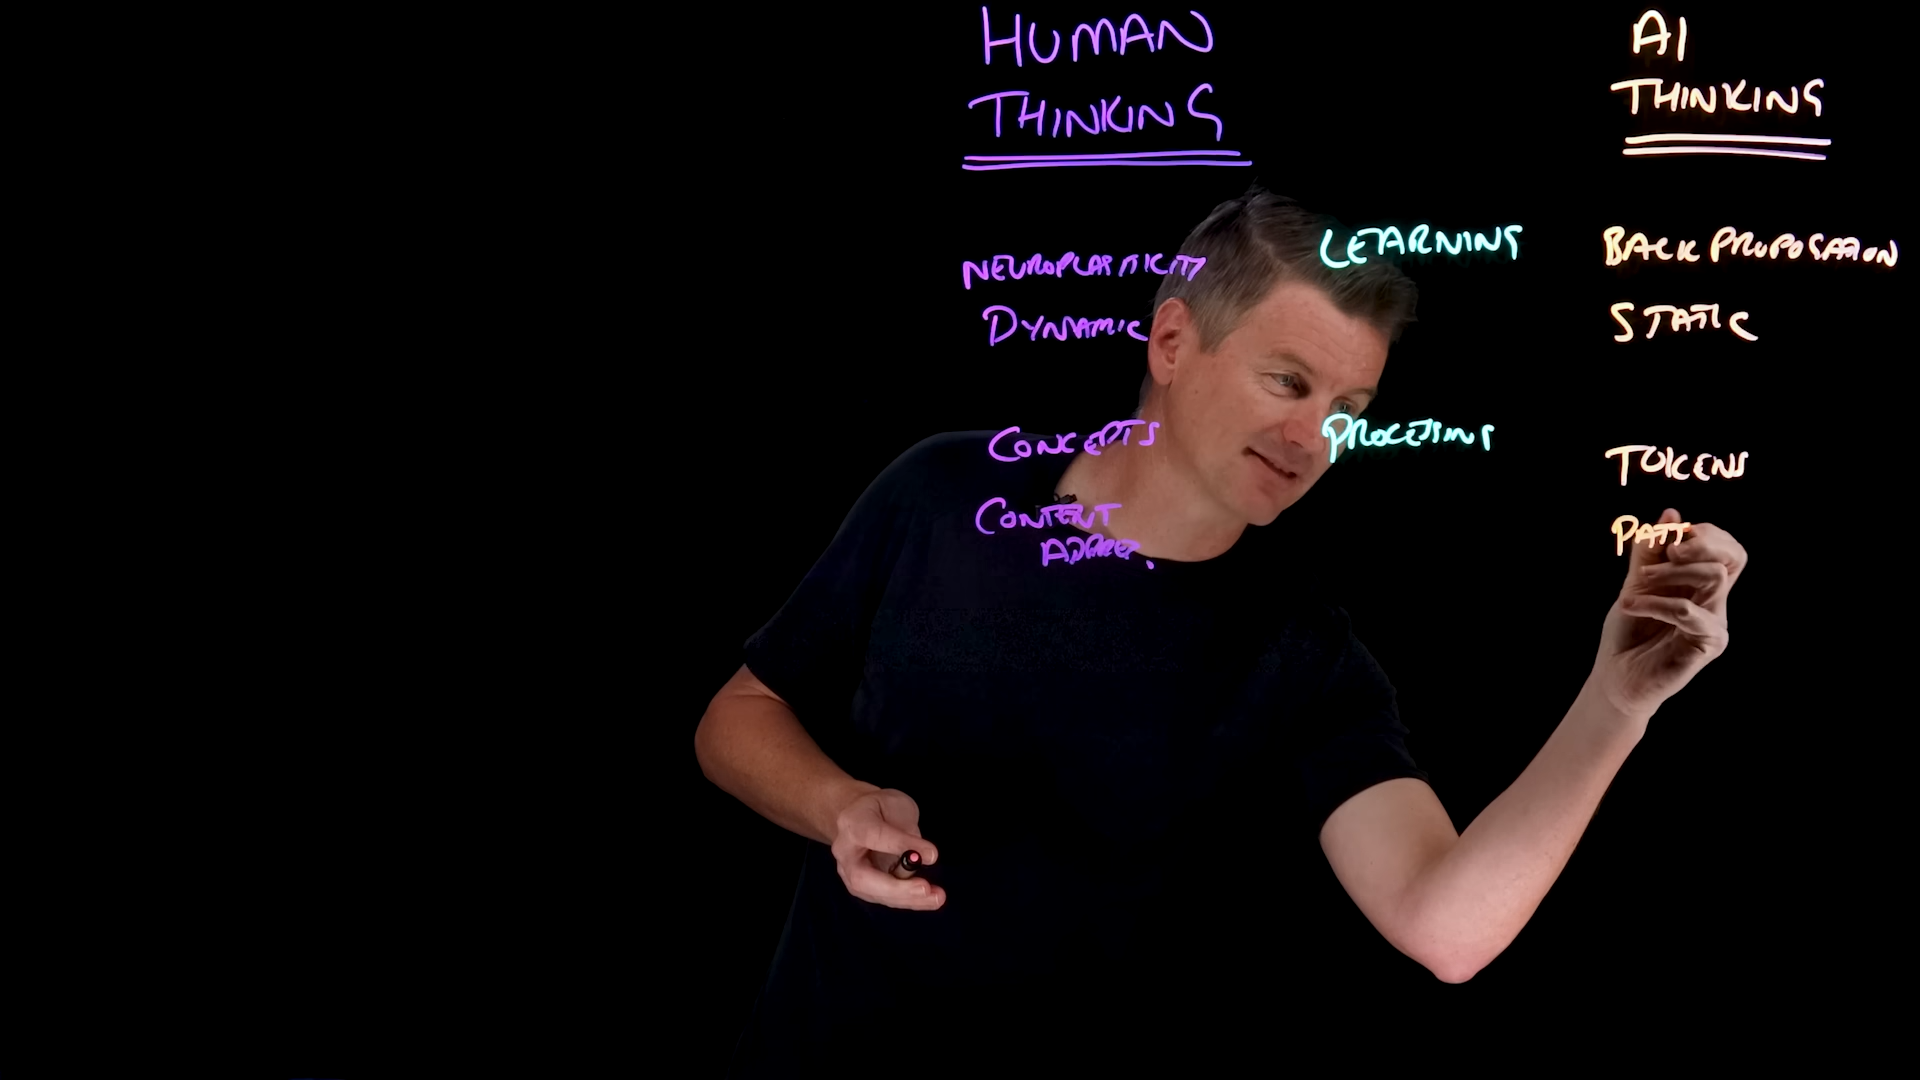 HUMAN
THINKING
AI
THINKING
LEARNING
NEUROPLASTICITY
DYNAMIC
BACK PROPOGATION
STATIC
PROCESSING
CONCEPTS
CONTENT
TOKENS
PATT